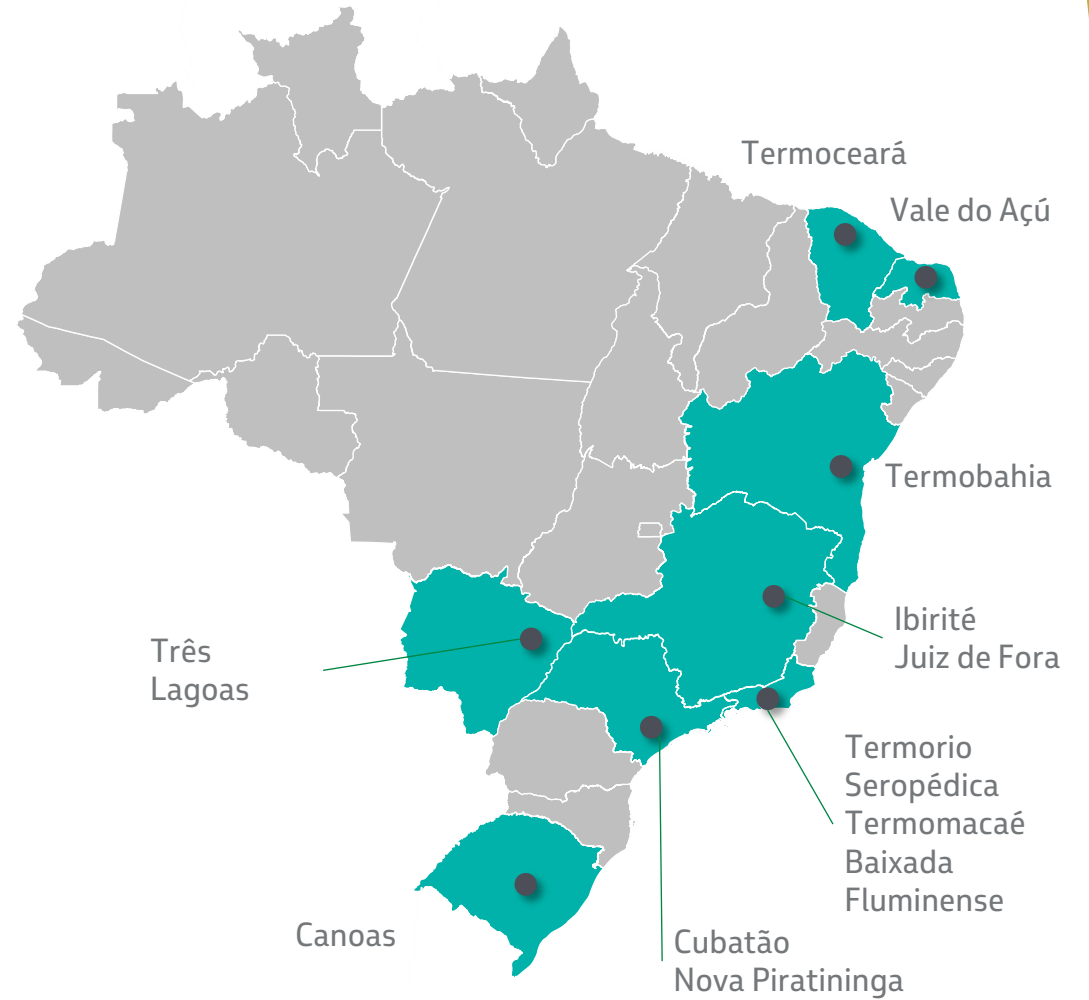 Termoceará
Vale do Açú
Termobahia
Ibirité
Juiz de Fora
Três
Lagoas
Termorio
Seropédica
Termomacaé
Baixada
Fluminense
Canoas
Cubatão
Nova Piratininga